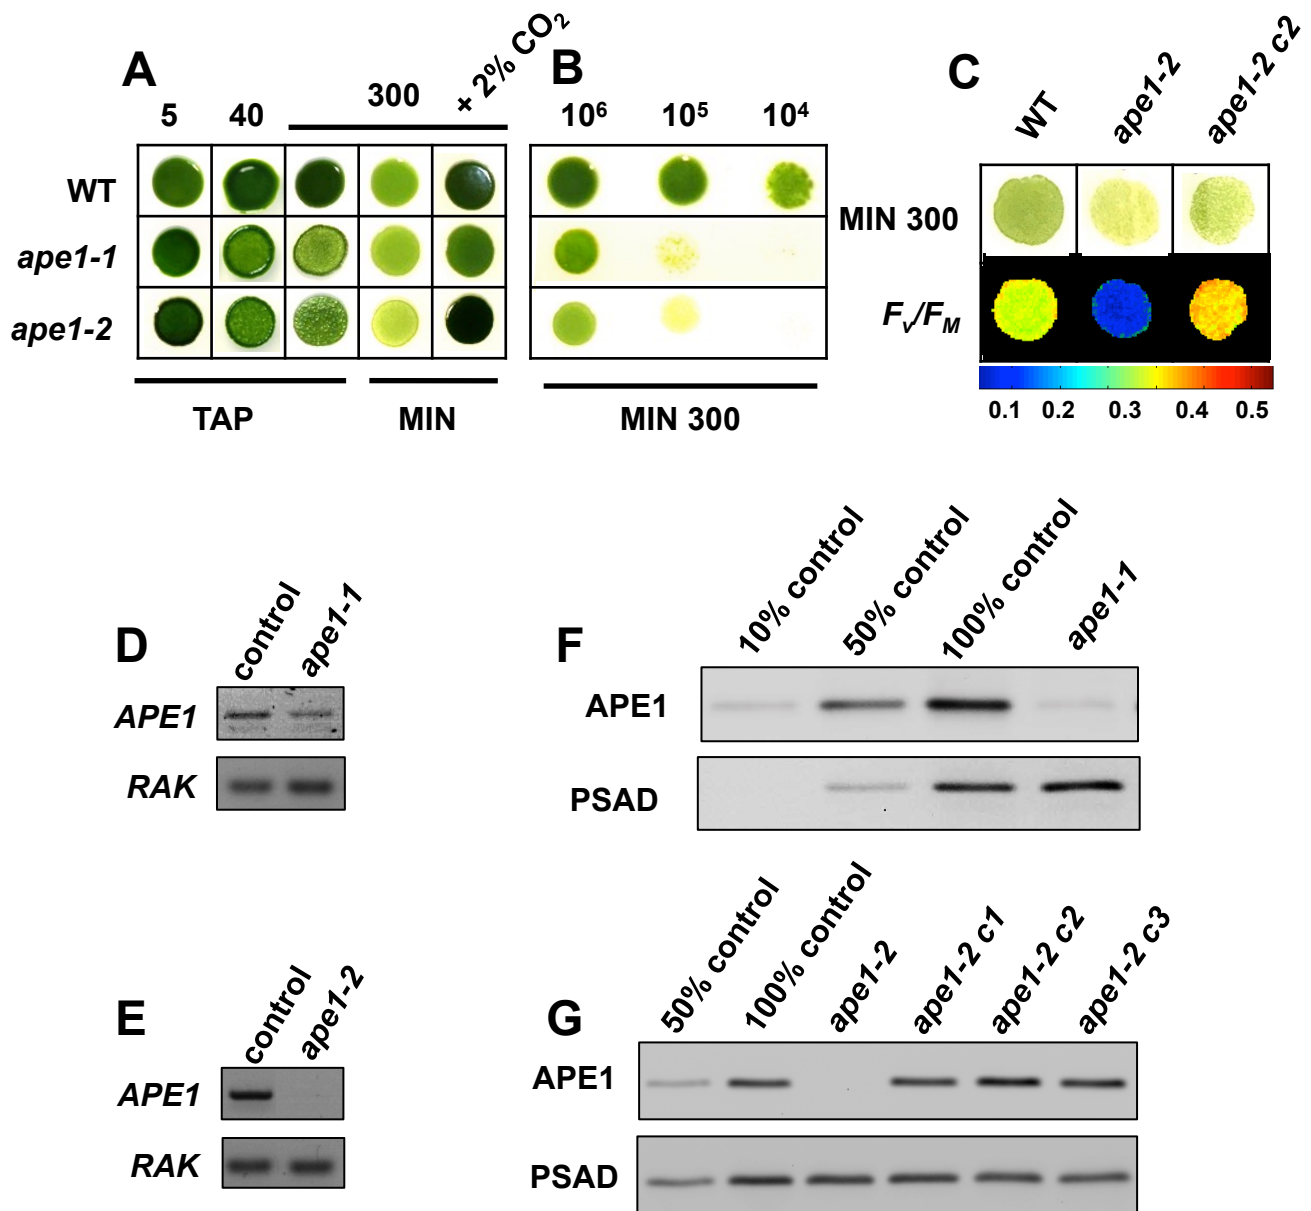 A
5 40 300 + 2% CO₂
WT
ape1-1
ape1-2
TAP MIN
B
10⁶ 10⁵ 10⁴
MIN 300
C
WT ape1-2 ape1-2 c2
MIN 300
Fᵥ/F_M
0.1 0.2 0.3 0.4 0.5
D
control ape1-1
APE1
RAK
F
10% control 50% control 100% control ape1-1
APE1
PSAD
E
control ape1-2
APE1
RAK
G
50% control 100% control ape1-2 ape1-2 c1 ape1-2 c2 ape1-2 c3
APE1
PSAD